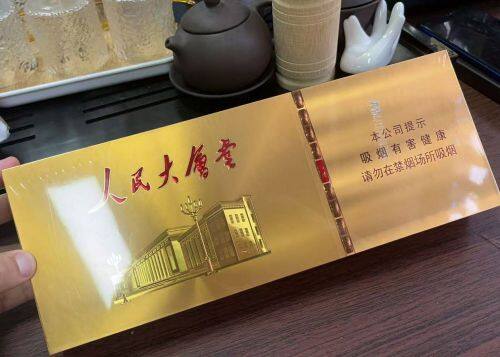 人民大會堂
本公司提示
吸烟有害健康
请勿在禁烟场所吸烟